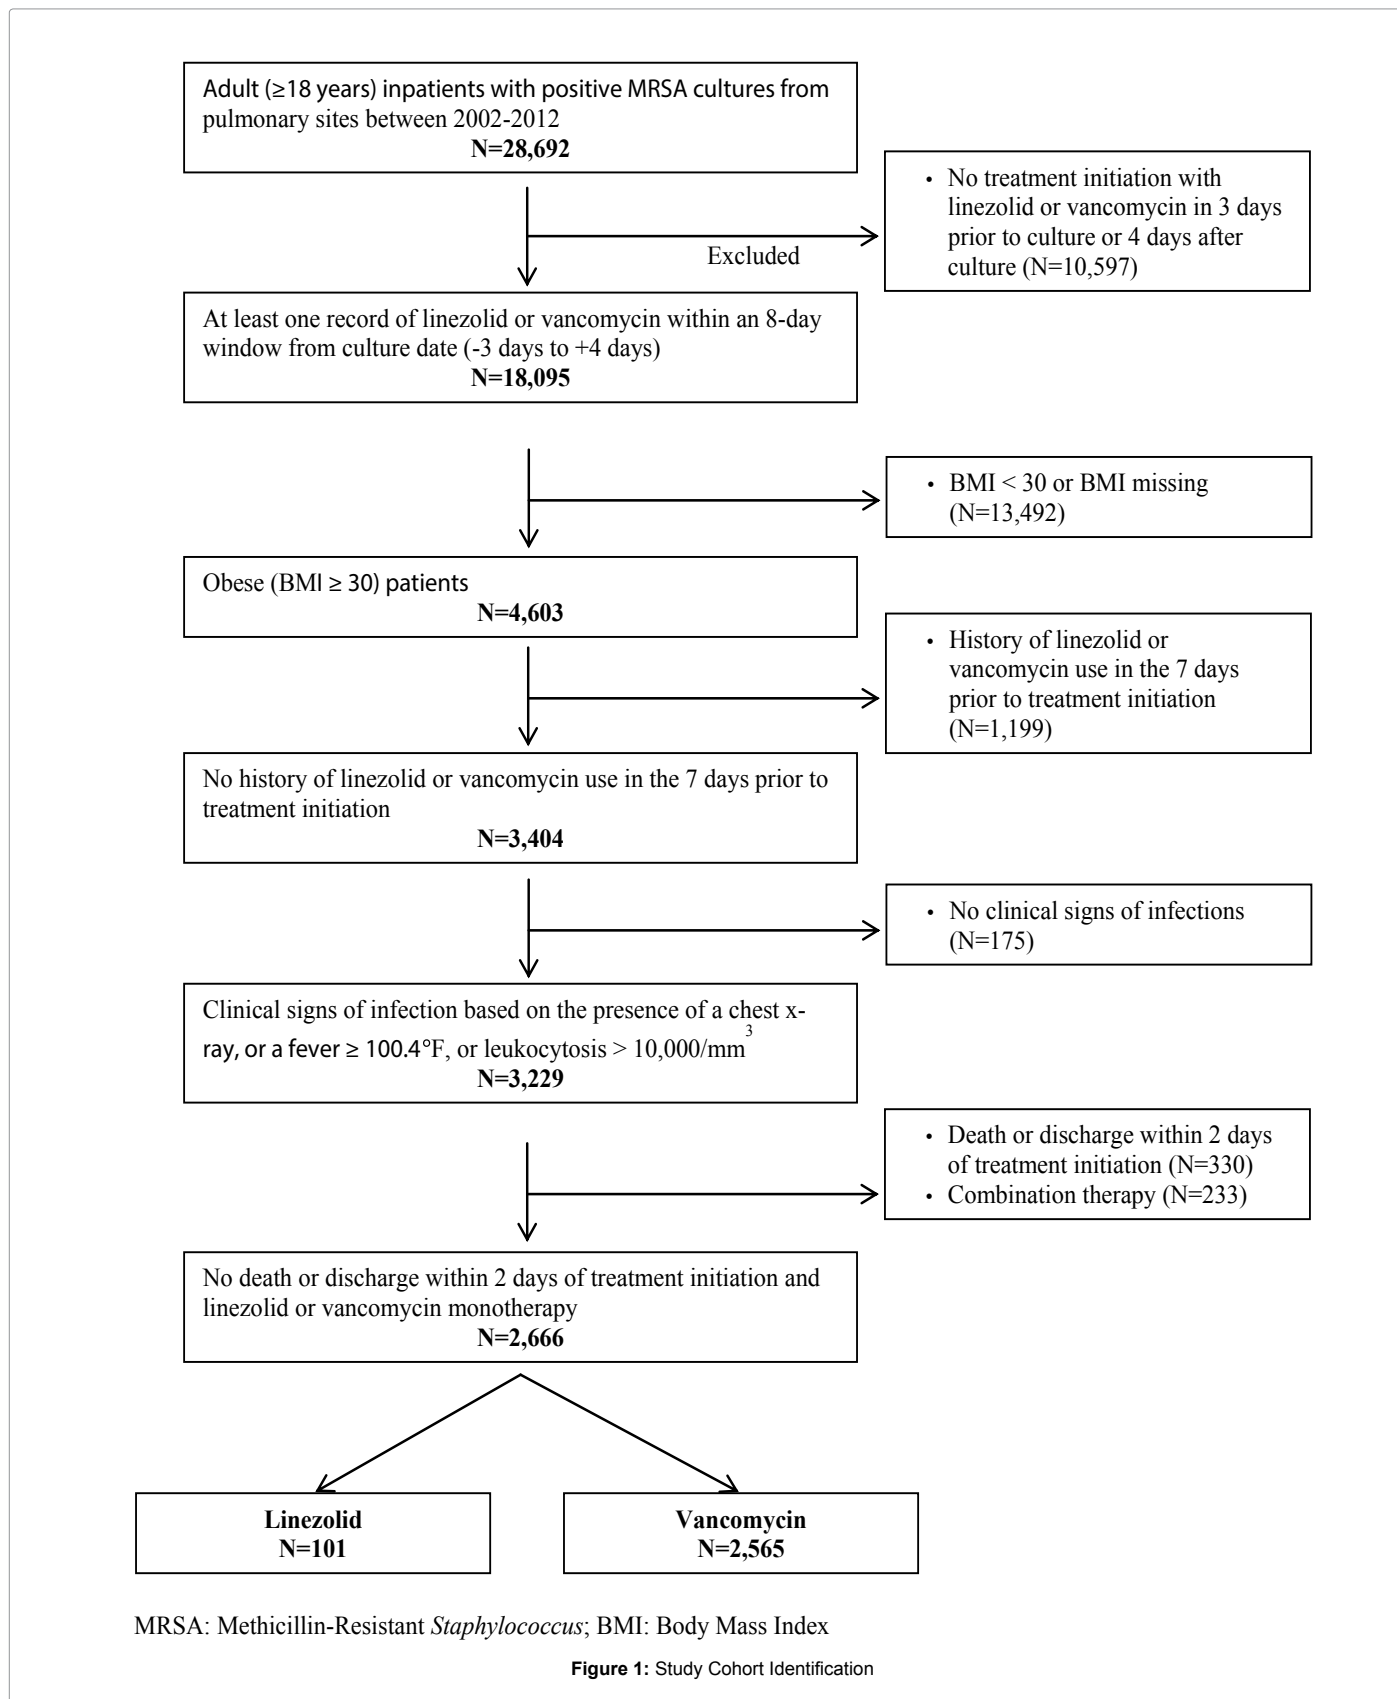 Adult (≥18 years) inpatients with positive MRSA cultures from
pulmonary sites between 2002-2012
N=28,692
• No treatment initiation with
linezolid or vancomycin in 3 days
prior to culture or 4 days after
culture (N=10,597)
Excluded
At least one record of linezolid or vancomycin within an 8-day
window from culture date (-3 days to +4 days)
N=18,095
• BMI < 30 or BMI missing
(N=13,492)
Obese (BMI ≥ 30) patients
N=4,603
• History of linezolid or
vancomycin use in the 7 days
prior to treatment initiation
(N=1,199)
No history of linezolid or vancomycin use in the 7 days prior to
treatment initiation
N=3,404
• No clinical signs of infections
(N=175)
Clinical signs of infection based on the presence of a chest x-
ray, or a fever ≥ 100.4°F, or leukocytosis > 10,000/mm³
N=3,229
• Death or discharge within 2 days
of treatment initiation (N=330)
• Combination therapy (N=233)
No death or discharge within 2 days of treatment initiation and
linezolid or vancomycin monotherapy
N=2,666
Linezolid
N=101
Vancomycin
N=2,565
MRSA: Methicillin-Resistant Staphylococcus; BMI: Body Mass Index
Figure 1: Study Cohort Identification